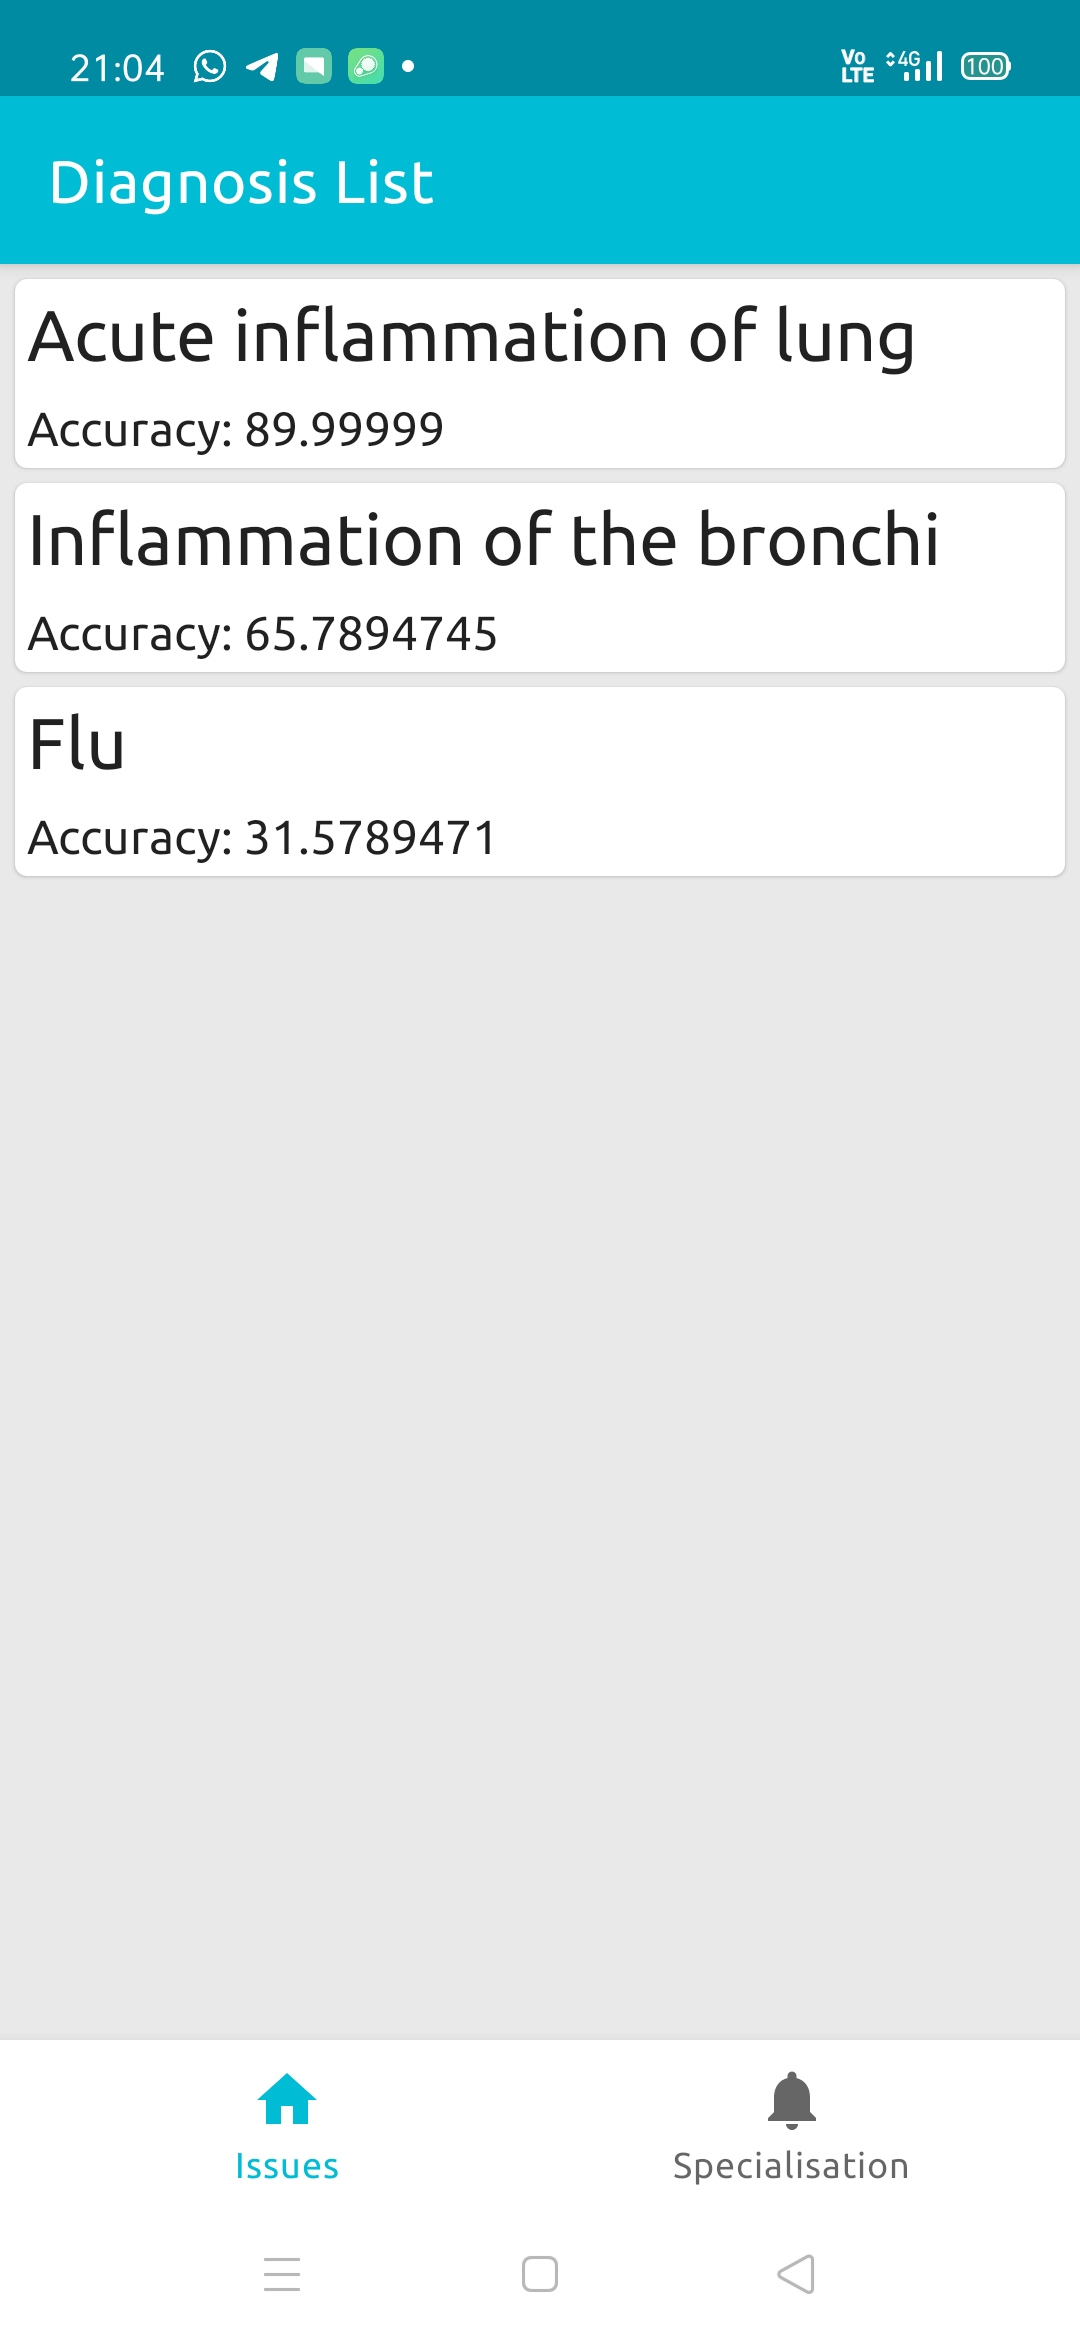 21:04 Vo LTE 4G 100
Diagnosis List
Acute inflammation of lung
Accuracy: 89.99999
Inflammation of the bronchi
Accuracy: 65.7894745
Flu
Accuracy: 31.5789471
Issues Specialisation